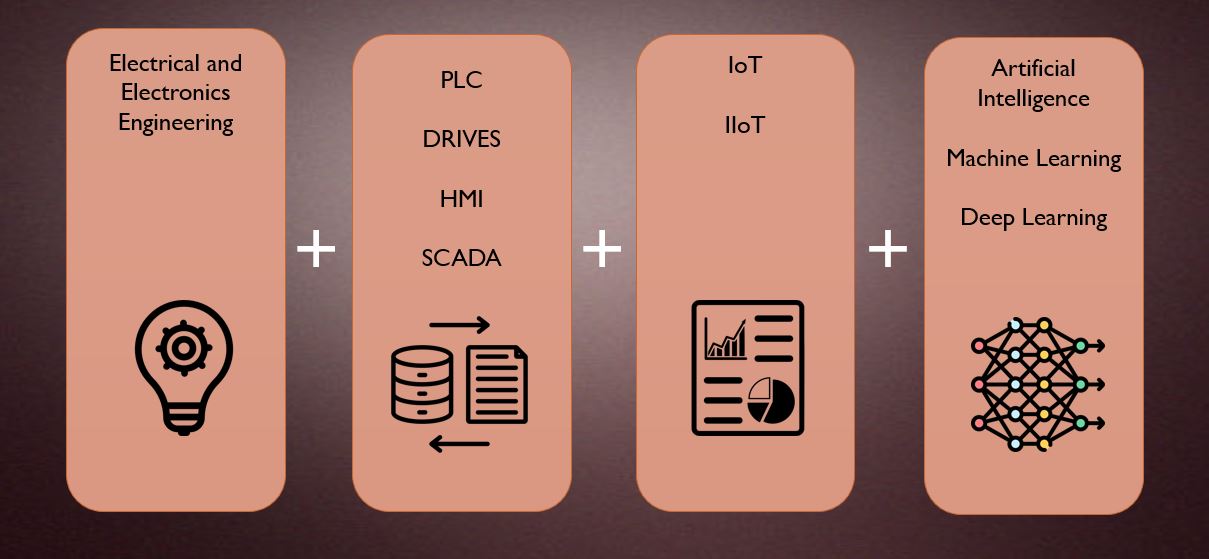 Electrical and
Electronics
Engineering
+
PLC
DRIVES
HMI
SCADA
+
IoT
IIoT
+
Artificial
Intelligence
Machine Learning
Deep Learning